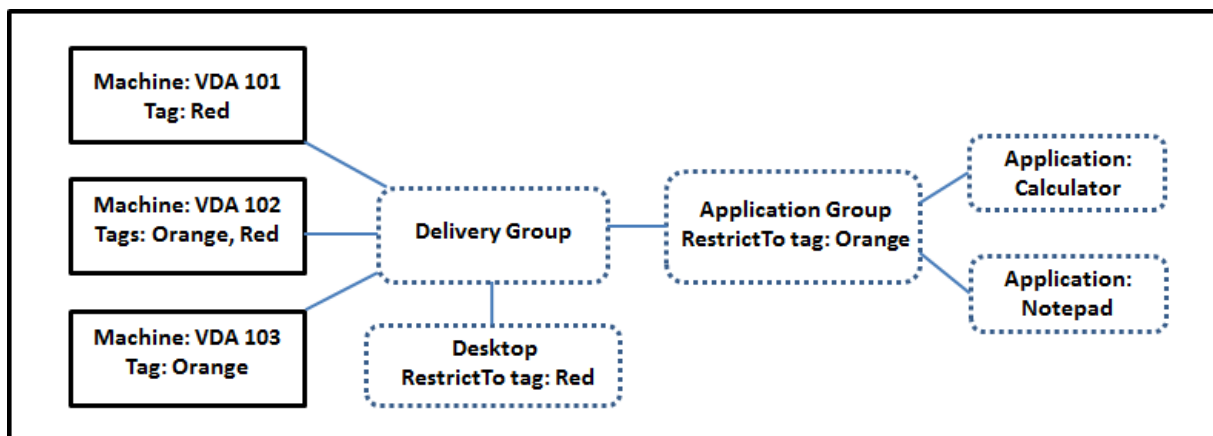 Machine: VDA 101
Tag: Red
Machine: VDA 102
Tags: Orange, Red
Machine: VDA 103
Tag: Orange
Delivery Group
Desktop
RestrictTo tag: Red
Application Group
RestrictTo tag: Orange
Application:
Calculator
Application:
Notepad